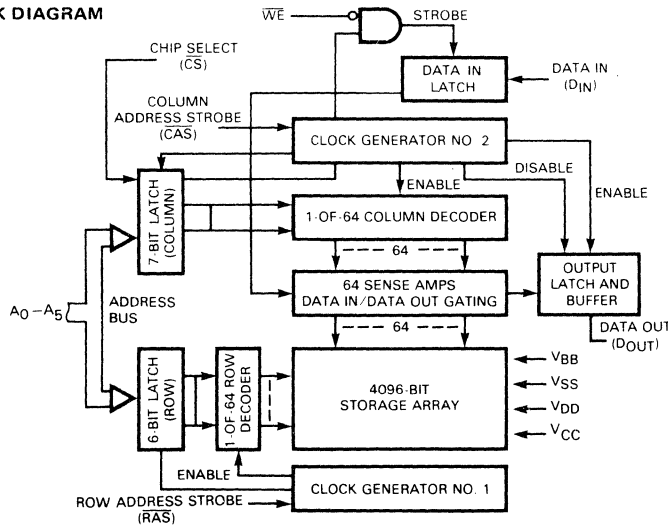 K DIAGRAM
WE
STROBE
CHIP SELECT
(CS)
DATA IN
LATCH
DATA IN
(DIN)
COLUMN
ADDRESS STROBE
(CAS)
CLOCK GENERATOR NO. 2
DISABLE
ENABLE
ENABLE
7-BIT LATCH
(COLUMN)
1-OF-64 COLUMN DECODER
64
64 SENSE AMPS
DATA IN/DATA OUT GATING
OUTPUT
LATCH AND
BUFFER
A0–A5
ADDRESS
BUS
64
DATA OUT
(DOUT)
6-BIT LATCH
(ROW)
1-OF-64 ROW
DECODER
4096-BIT
STORAGE ARRAY
VBB
VSS
VDD
VCC
ENABLE
CLOCK GENERATOR NO. 1
ROW ADDRESS STROBE
(RAS)